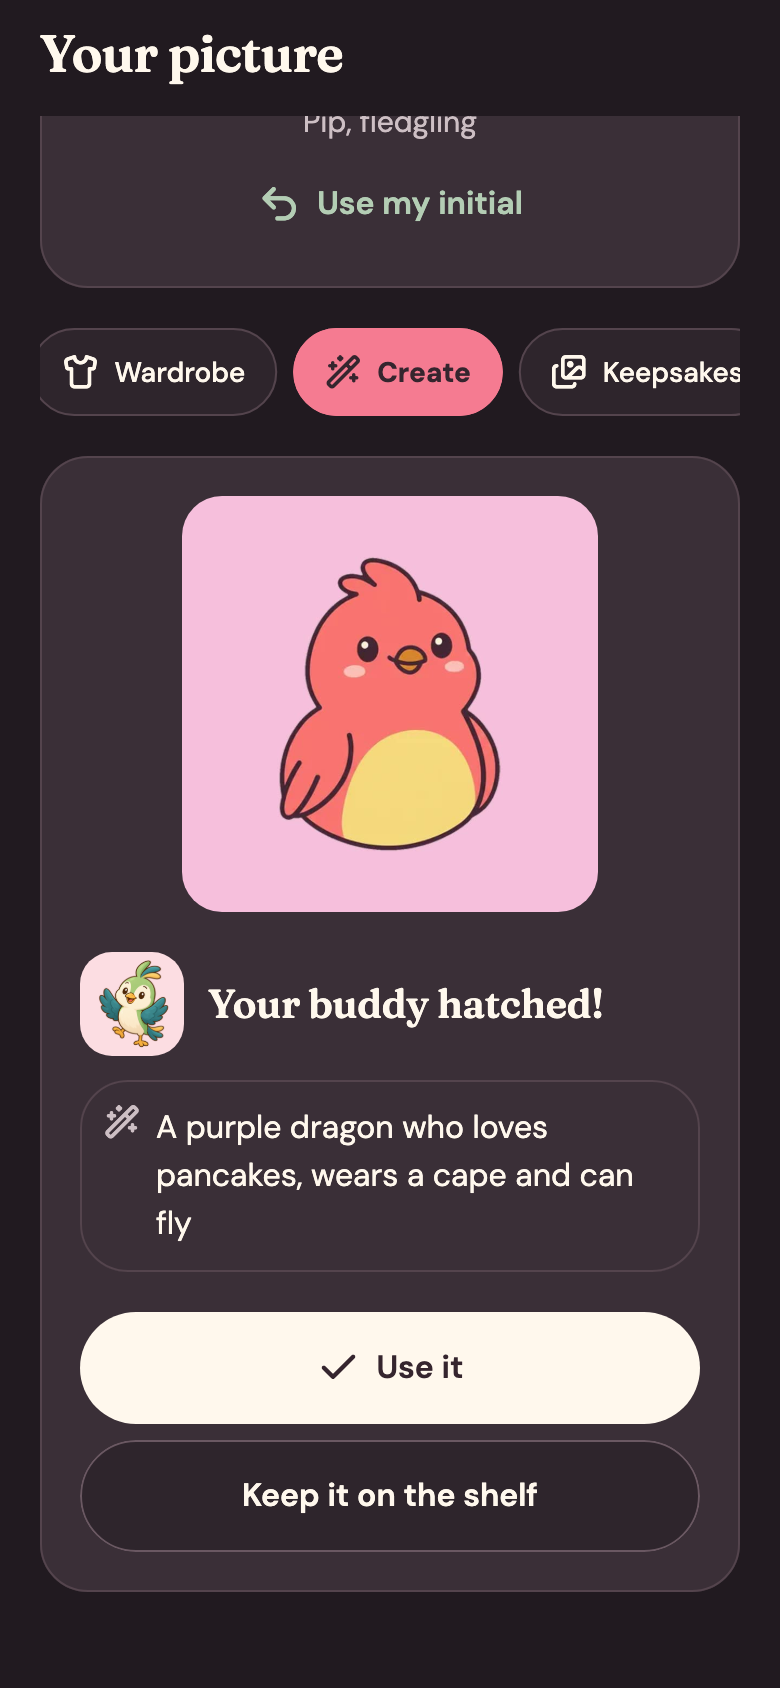 Your picture
Pip, fledgling
Use my initial
Wardrobe
Create
Keepsakes
Your buddy hatched!
A purple dragon who loves
pancakes, wears a cape and can
fly
Use it
Keep it on the shelf